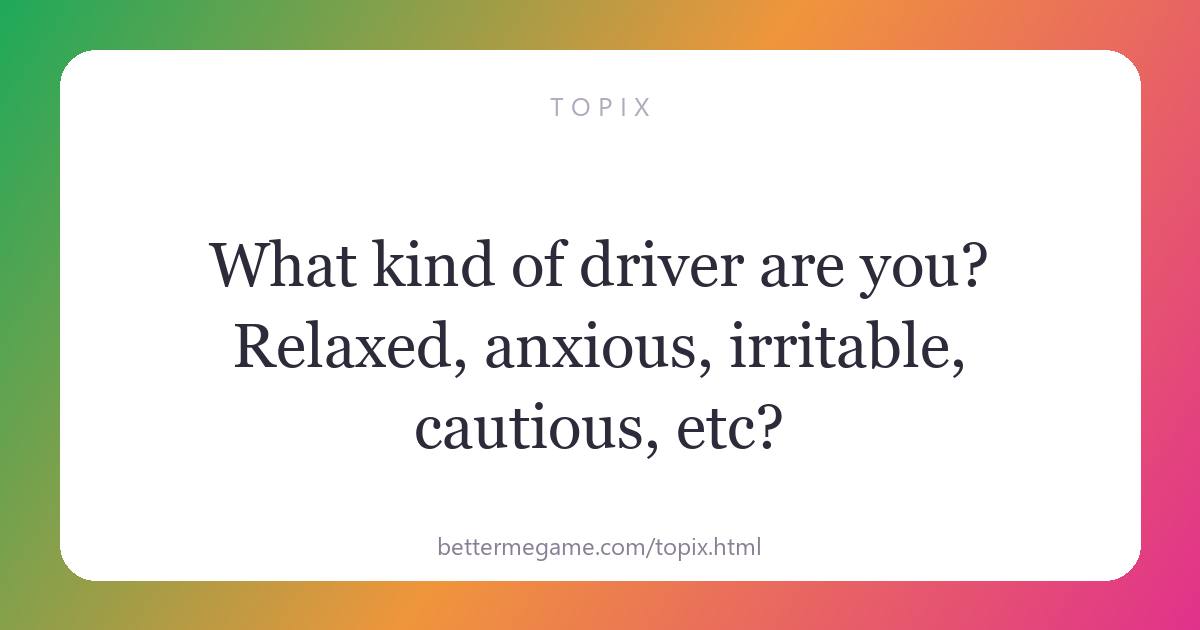 TOPIX
What kind of driver are you?
Relaxed, anxious, irritable,
cautious, etc?
bettermegame.com/topix.html